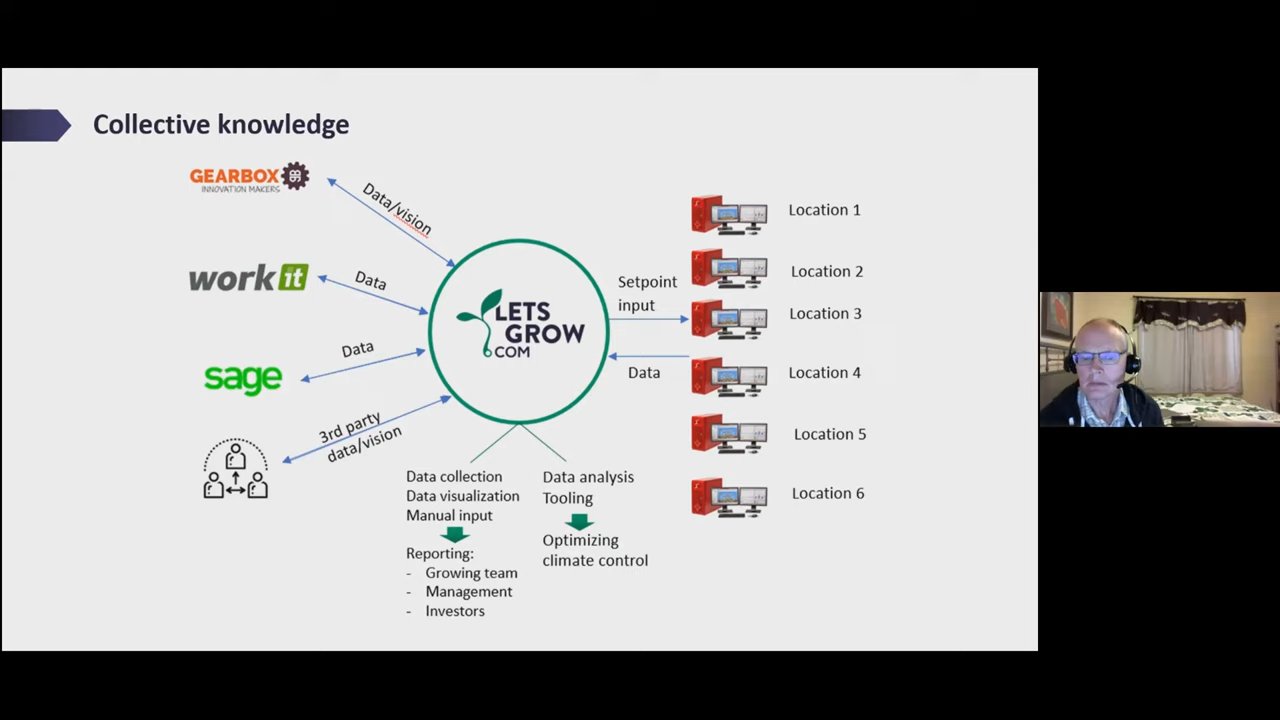 Collective knowledge
GEARBOX
INNOVATION MAKERS
Data/vision
work it
Data
sage
Data
3rd party
data/vision
LETS
GROW
.COM
Setpoint
input
Data
Location 1
Location 2
Location 3
Location 4
Location 5
Location 6
Data collection
Data visualization
Manual input
Reporting:
- Growing team
- Management
- Investors
Data analysis
Tooling
Optimizing
climate control